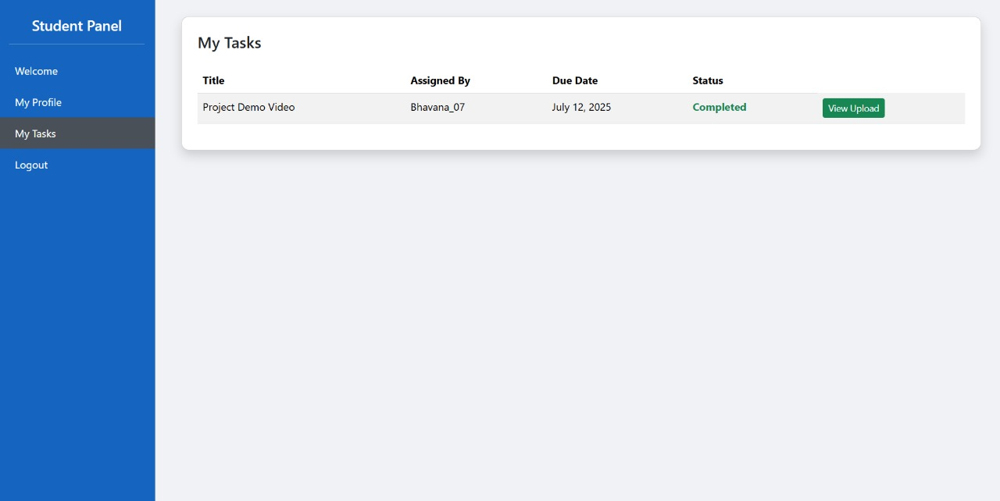 Student Panel
Welcome
My Profile
My Tasks
Logout
My Tasks
Title Assigned By Due Date Status
Project Demo Video Bhavana_07 July 12, 2025 Completed View Upload